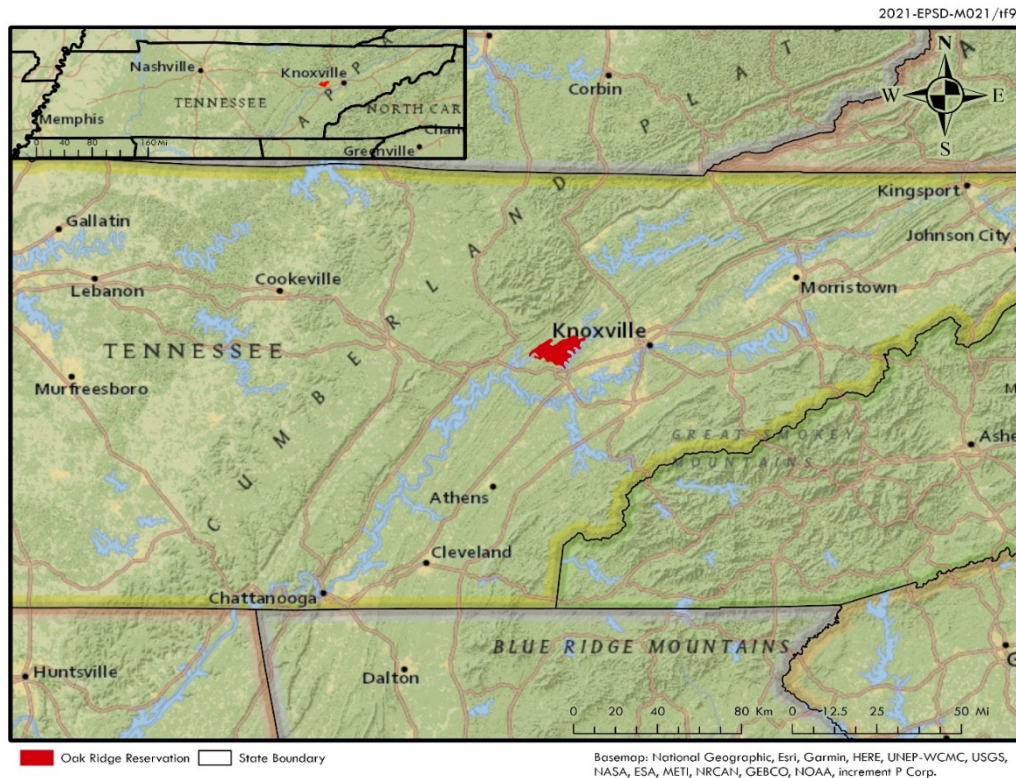 2021-EPSD-M021/tf9
Nashville
Knoxville
TENNESSEE
NORTH CAR
Memphis
Charl
Greenville
0 40 80 160 Mi
A P P A
Corbin
N
W E
S
CUMBERLAND PLATE
A
Kingsport
Gallatin
Johnson City
Lebanon
Cookeville
Morristown
Knoxville
TENNESSEE
Murfreesboro
GREAT SMOKEY
MOUNTAINS
M
Ashe
Athens
Cleveland
Chattanooga
BLUE RIDGE MOUNTAINS
Huntsville
Dalton
G
0 20 40 80 Km
0 12.5 25 50 Mi
Oak Ridge Reservation
State Boundary
Basemap: National Geographic, Esri, Garmin, HERE, UNEP-WCMC, USGS,
NASA, ESA, METI, NRCAN, GEBCO, NOAA, increment P Corp.